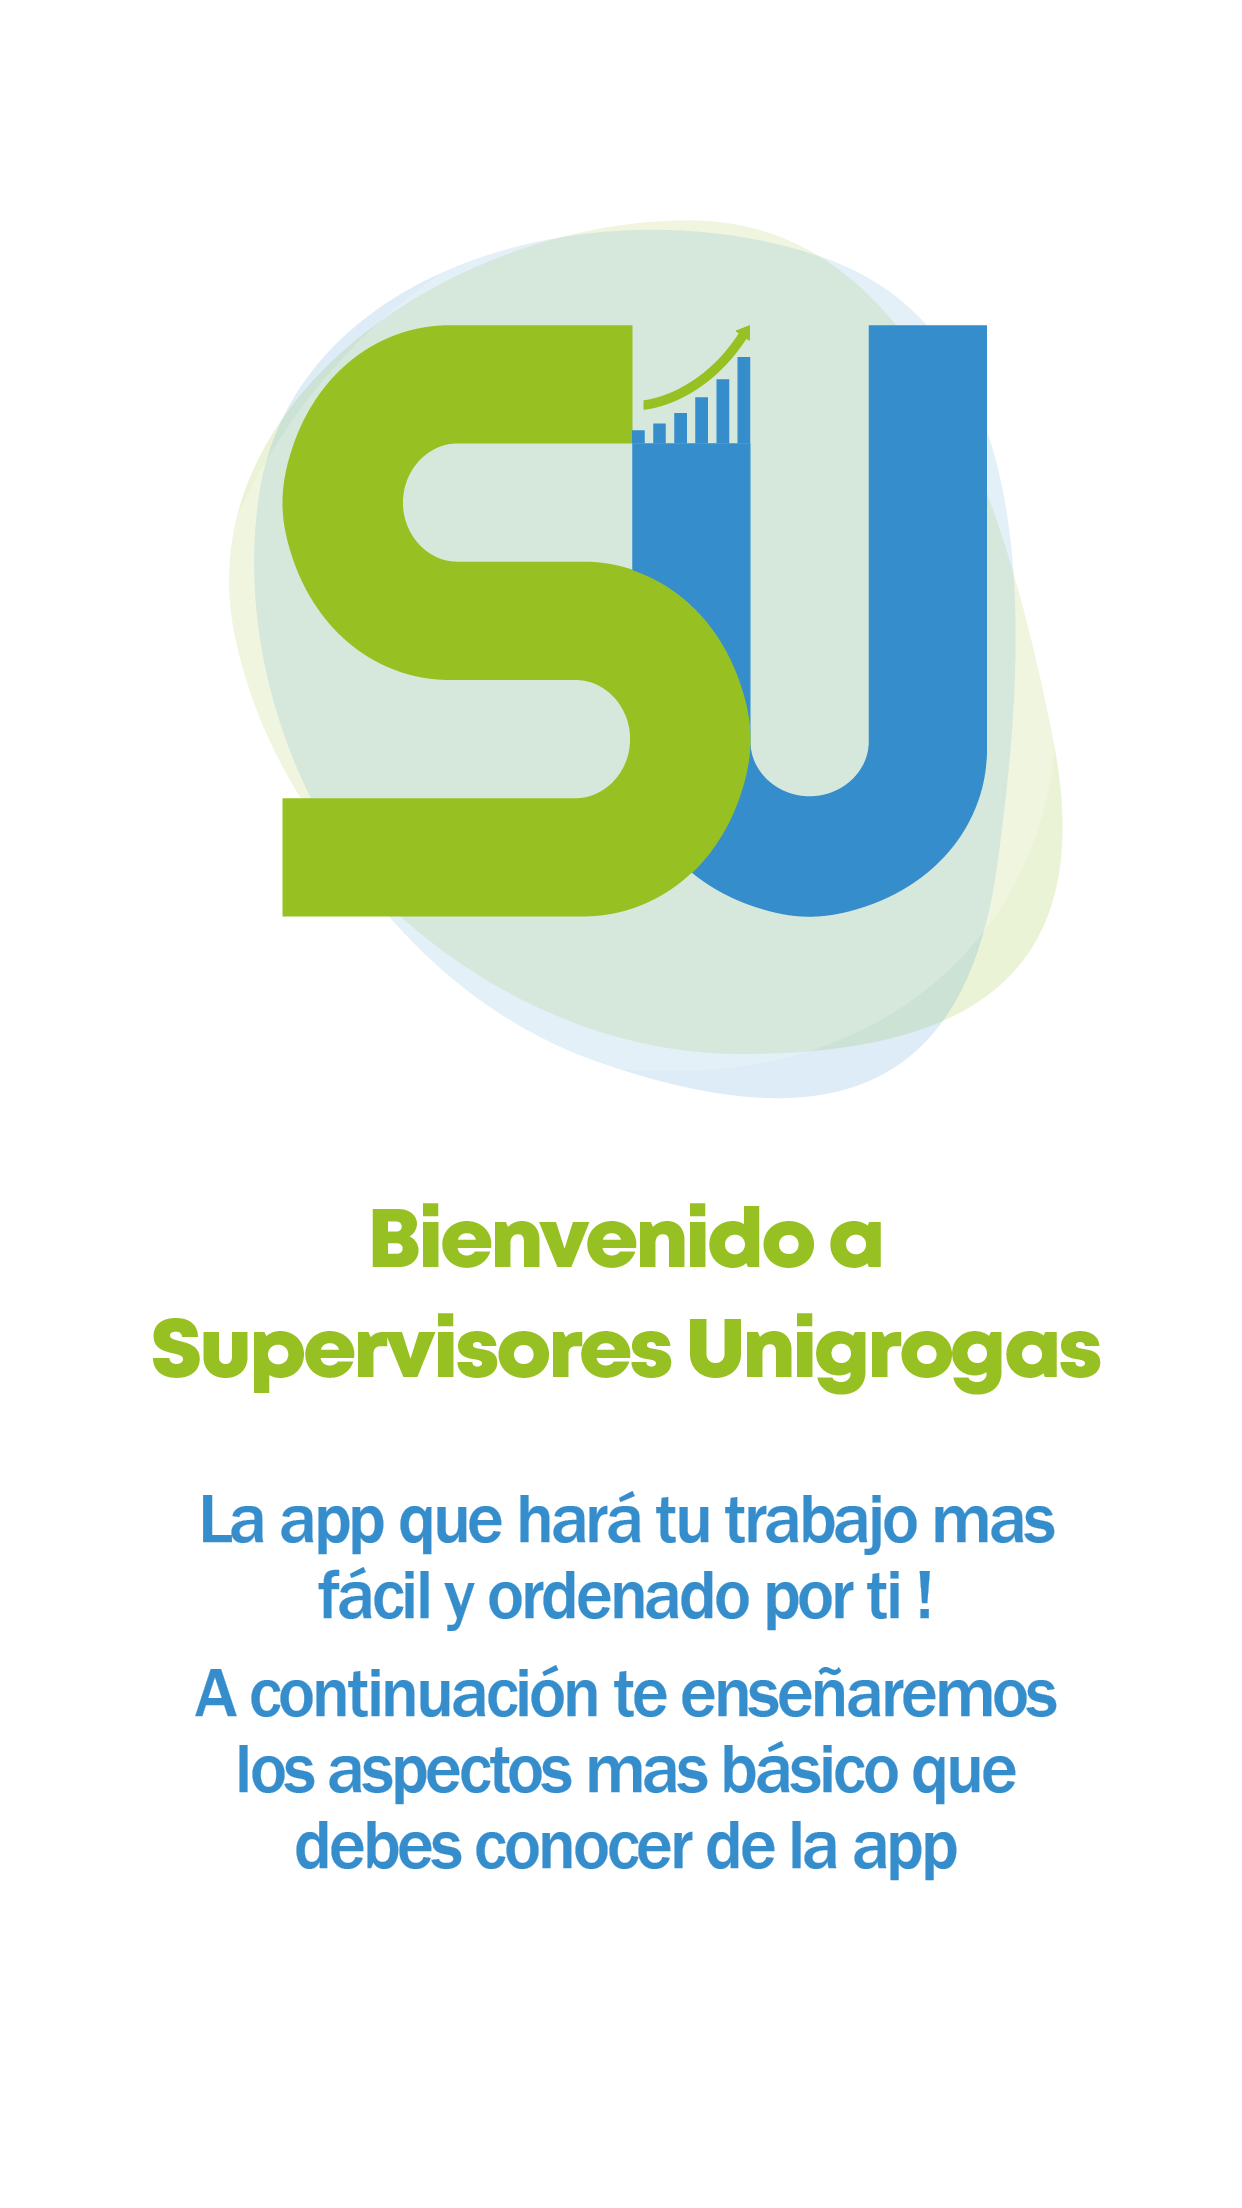 SU
Bienvenido a
Supervisores Unigrogas
La app que hará tu trabajo mas
fácil y ordenado por ti !
A continuación te enseñaremos
los aspectos mas básico que
debes conocer de la app